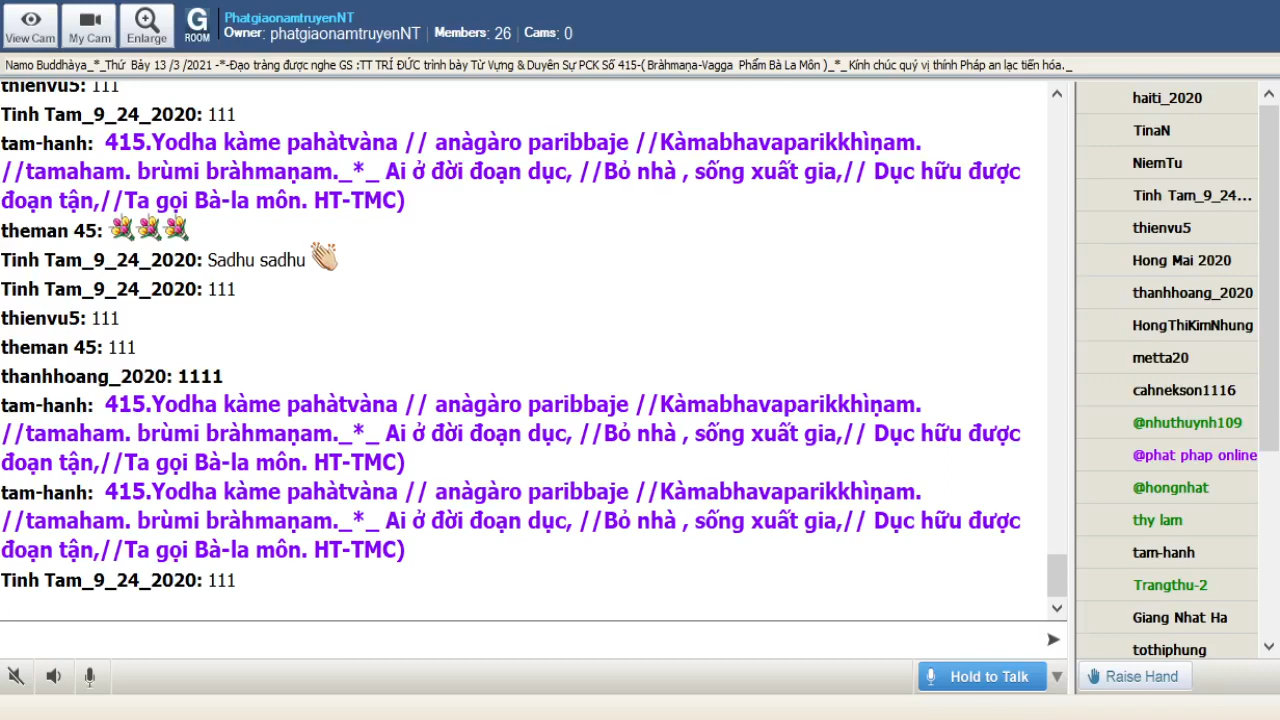 View Cam
My Cam
Enlarge
G
ROOM
PhatgiaonamtruyenNT
Owner: phatgiaonamtruyenNT | Members: 26 | Cams: 0
Namo Buddhàya_*_Thứ Bảy 13 /3 /2021 -*-Đạo tràng được nghe GS :TT TRÍ ĐỨC trình bày Từ Vựng & Duyên Sự PCK Số 415-( Bràhmaṇa-Vagga Phẩm Bà La Môn )_*_Kính chúc quý vị thính Pháp an lạc tiến hóa._
thienvu5: 111
Tinh Tam_9_24_2020: 111
tam-hanh: 415.Yodha kàme pahàtvàna // anàgàro paribbaje //Kàmabhavaparikkhìṇam.
//tamaham. brùmi bràhmaṇam._*_ Ai ở đời đoạn dục, //Bỏ nhà , sống xuất gia,// Dục hữu được
đoạn tận,//Ta gọi Bà-la môn. HT-TMC)
theman 45:
Tinh Tam_9_24_2020: Sadhu sadhu
Tinh Tam_9_24_2020: 111
thienvu5: 111
theman 45: 111
thanhhoang_2020: 1111
tam-hanh: 415.Yodha kàme pahàtvàna // anàgàro paribbaje //Kàmabhavaparikkhìṇam.
//tamaham. brùmi bràhmaṇam._*_ Ai ở đời đoạn dục, //Bỏ nhà , sống xuất gia,// Dục hữu được
đoạn tận,//Ta gọi Bà-la môn. HT-TMC)
tam-hanh: 415.Yodha kàme pahàtvàna // anàgàro paribbaje //Kàmabhavaparikkhìṇam.
//tamaham. brùmi bràhmaṇam._*_ Ai ở đời đoạn dục, //Bỏ nhà , sống xuất gia,// Dục hữu được
đoạn tận,//Ta gọi Bà-la môn. HT-TMC)
Tinh Tam_9_24_2020: 111
haiti_2020
TinaN
NiemTu
Tinh Tam_9_24...
thienvu5
Hong Mai 2020
thanhhoang_2020
HongThiKimNhung
metta20
cahnekson1116
@nhuthuynh109
@phat phap online
@hongnhat
thy lam
tam-hanh
Trangthu-2
Giang Nhat Ha
tothiphung
Hold to Talk
Raise Hand